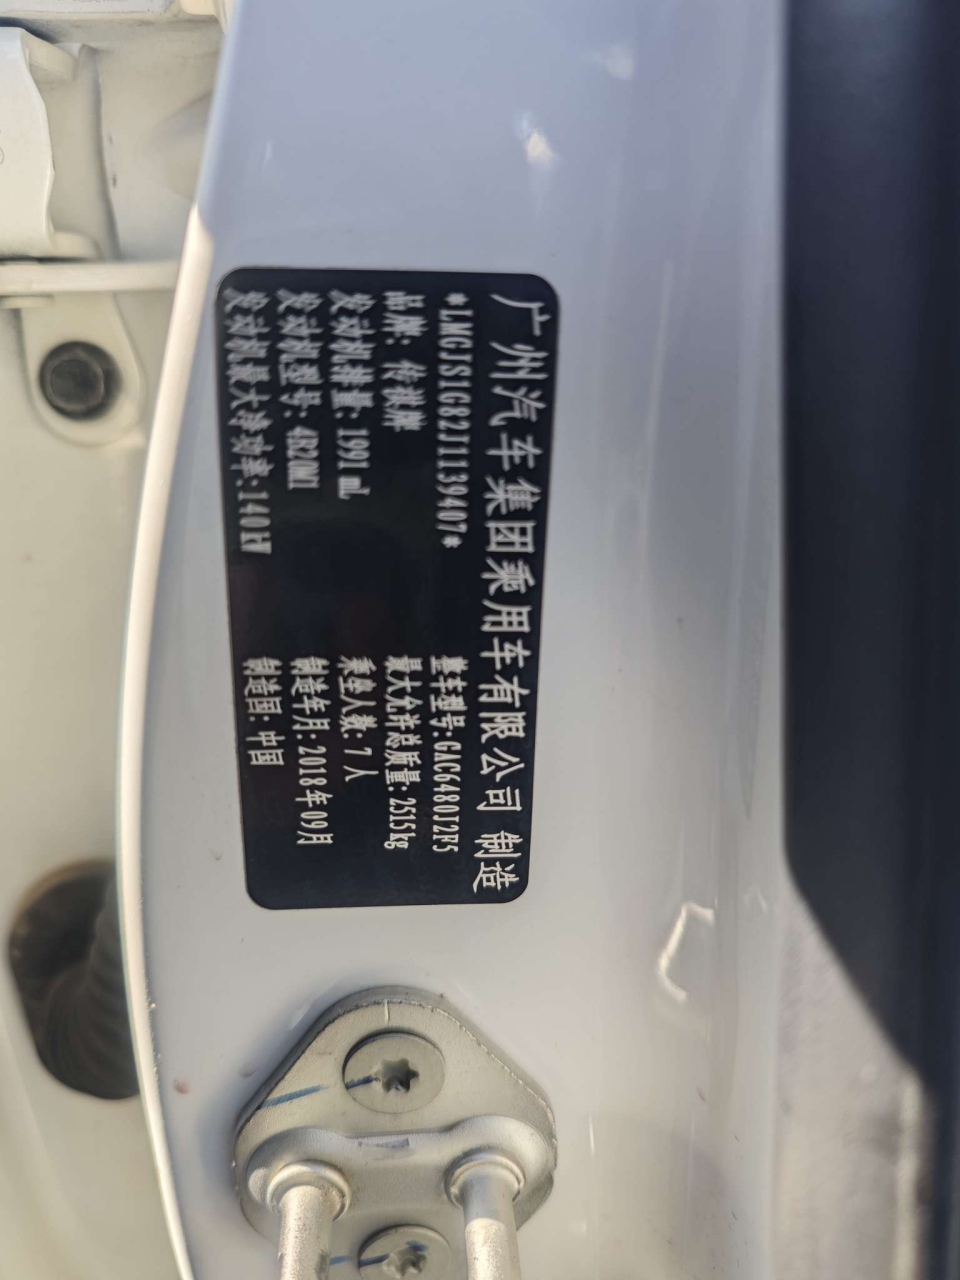 广州汽车集团乘用车有限公司 制造
*LMGJS1G82J1139407*
整车型号:GAC6480J2F5
品牌: 传祺牌
最大允许总质量: 2515kg
发动机排量: 1991 mL
乘坐人数: 7 人
发动机型号: 4B20M1
制造年月: 2018年09月
发动机最大净功率:140kW
制造国: 中国